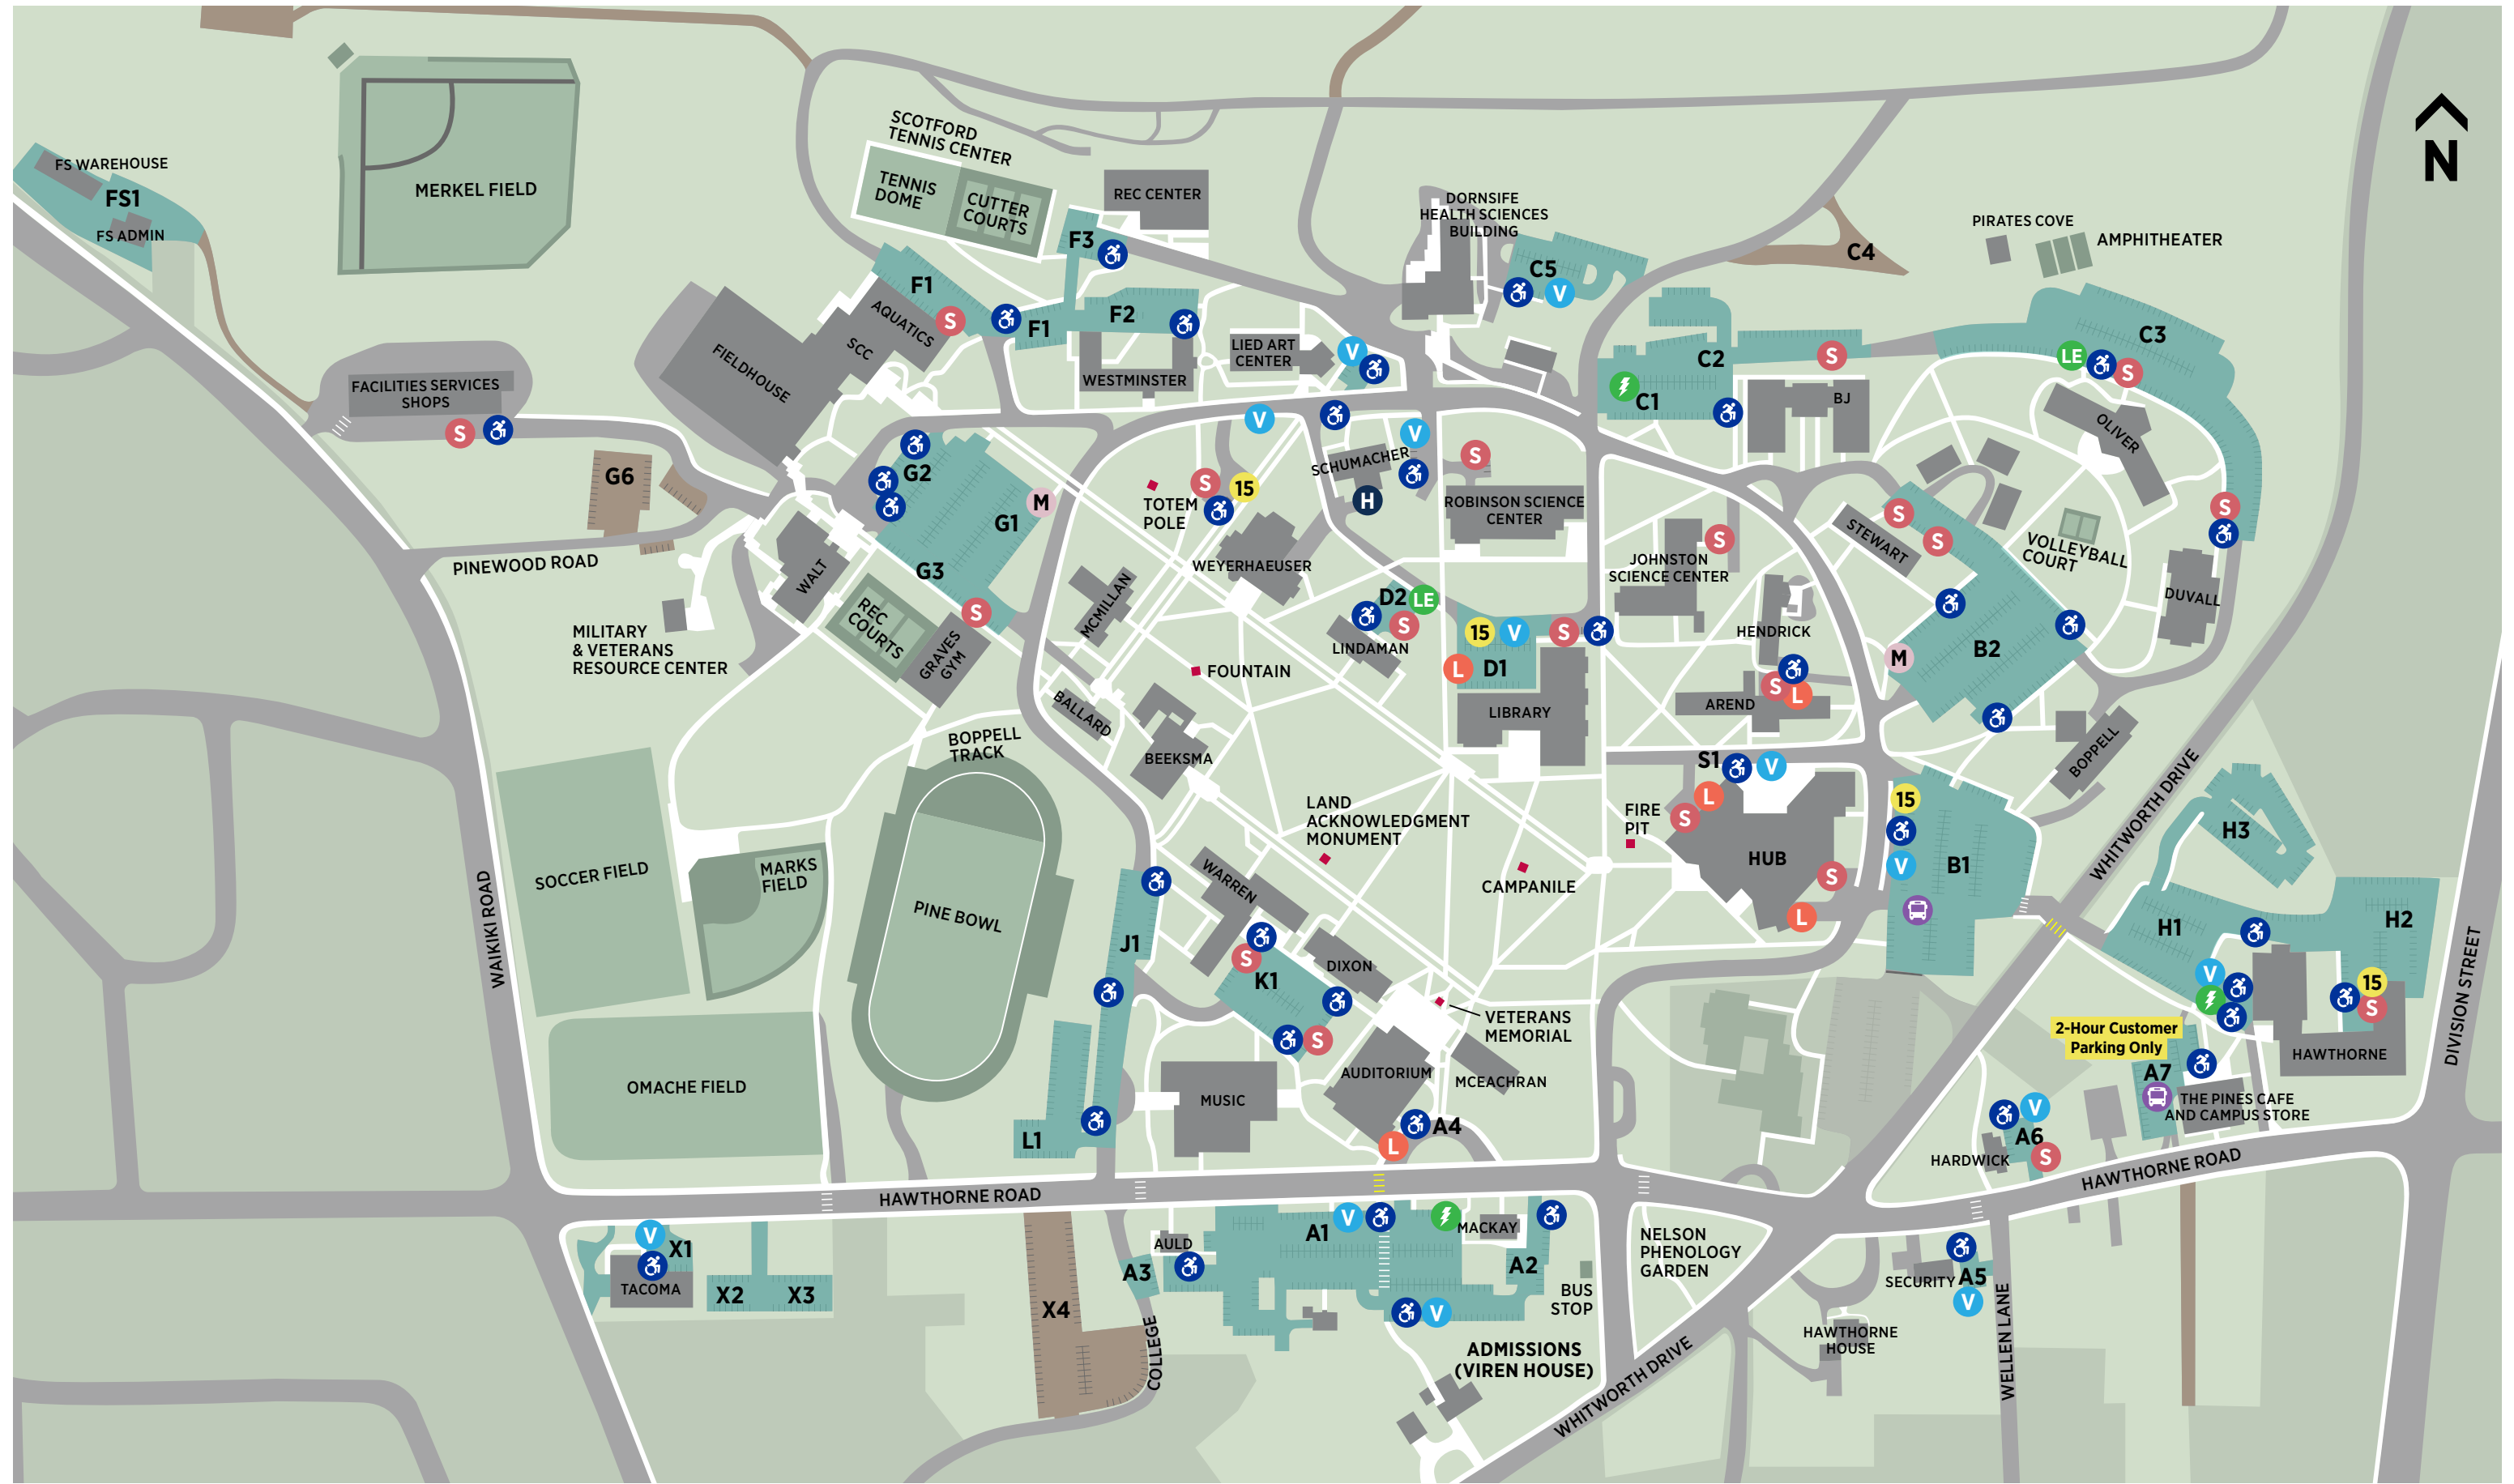 SCOTFORD
TENNIS CENTER
FS WAREHOUSE
FS1
FS ADMIN
MERKEL FIELD
TENNIS
DOME
CUTTER
COURTS
REC CENTER
F3
DORNSIFE
HEALTH SCIENCES
BUILDING
C5
V
C4
PIRATES COVE
AMPHITHEATER
N
F1
AQUATICS
S
SCC
F1
F2
FIELDHOUSE
WESTMINSTER
LIED ART
CENTER
V
C2
S
C1
BJ
C3
LE
S
OLIVER
FACILITIES SERVICES
SHOPS
S
V
V
SCHUMACHER
H
S
ROBINSON SCIENCE
CENTER
G6
G2
G1
M
G3
S
TOTEM
POLE
S
15
WEYERHAEUSER
PINEWOOD ROAD
WALT
REC
COURTS
GRAVES
GYM
MCMILLAN
MILITARY
& VETERANS
RESOURCE CENTER
JOHNSTON
SCIENCE CENTER
S
STEWART
S
S
VOLLEYBALL
COURT
S
DUVALL
D2
LE
S
LINDAMAN
15
V
S
L
D1
LIBRARY
HENDRICK
AREND
S
L
M
B2
FOUNTAIN
BALLARD
BEEKSMA
BOPPELL
TRACK
BOPPELL
WHITWORTH DRIVE
S1
V
L
S
FIRE
PIT
HUB
S
L
15
V
B1
H3
LAND
ACKNOWLEDGMENT
MONUMENT
CAMPANILE
SOCCER FIELD
MARKS
FIELD
PINE BOWL
WAIKIKI ROAD
WARREN
J1
S
K1
S
DIXON
H1
H2
V
15
S
HAWTHORNE
DIVISION STREET
VETERANS
MEMORIAL
2-Hour Customer
Parking Only
OMACHE FIELD
MUSIC
AUDITORIUM
MCEACHRAN
A4
L
L1
A7
THE PINES CAFE
AND CAMPUS STORE
V
A6
S
HARDWICK
HAWTHORNE ROAD
HAWTHORNE ROAD
V
X1
TACOMA
X2
X3
X4
AULD
A3
COLLEGE
A1
V
MACKAY
A2
V
BUS
STOP
NELSON
PHENOLOGY
GARDEN
SECURITY
A5
V
WELLEN LANE
HAWTHORNE
HOUSE
ADMISSIONS
(VIREN HOUSE)
WHITWORTH DRIVE